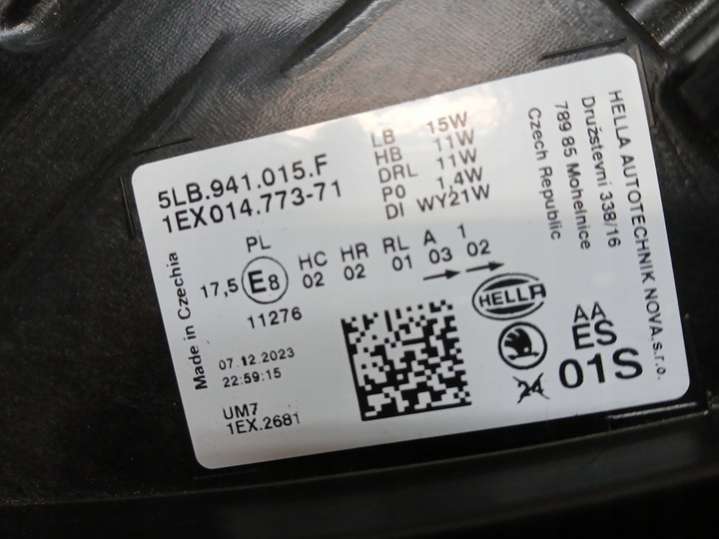 5LB.941.015.F
1EX014.773-71
LB 15W
HB 11W
DRL 11W
PO 1,4W
DI WY21W
HELLA AUTOTECHNIK NOVA,s.r.o.
Družstevní 338/16
789 85 Mohelnice
Czech Republic
Made in Czechia
PL
17,5 E8 HC HR RL A 1
02 02 01 03 02
11276
07.12.2023
22:59:15
UM7
1EX.2681
HELLA
AA
ES
01S